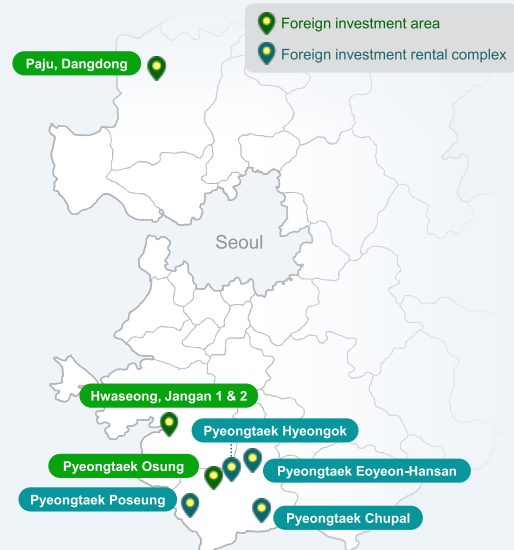 Foreign investment area
Foreign investment rental complex
Paju, Dangdong
Seoul
Hwaseong, Jangan 1 & 2
Pyeongtaek Hyeongok
Pyeongtaek Osung
Pyeongtaek Eoyeon-Hansan
Pyeongtaek Poseung
Pyeongtaek Chupal